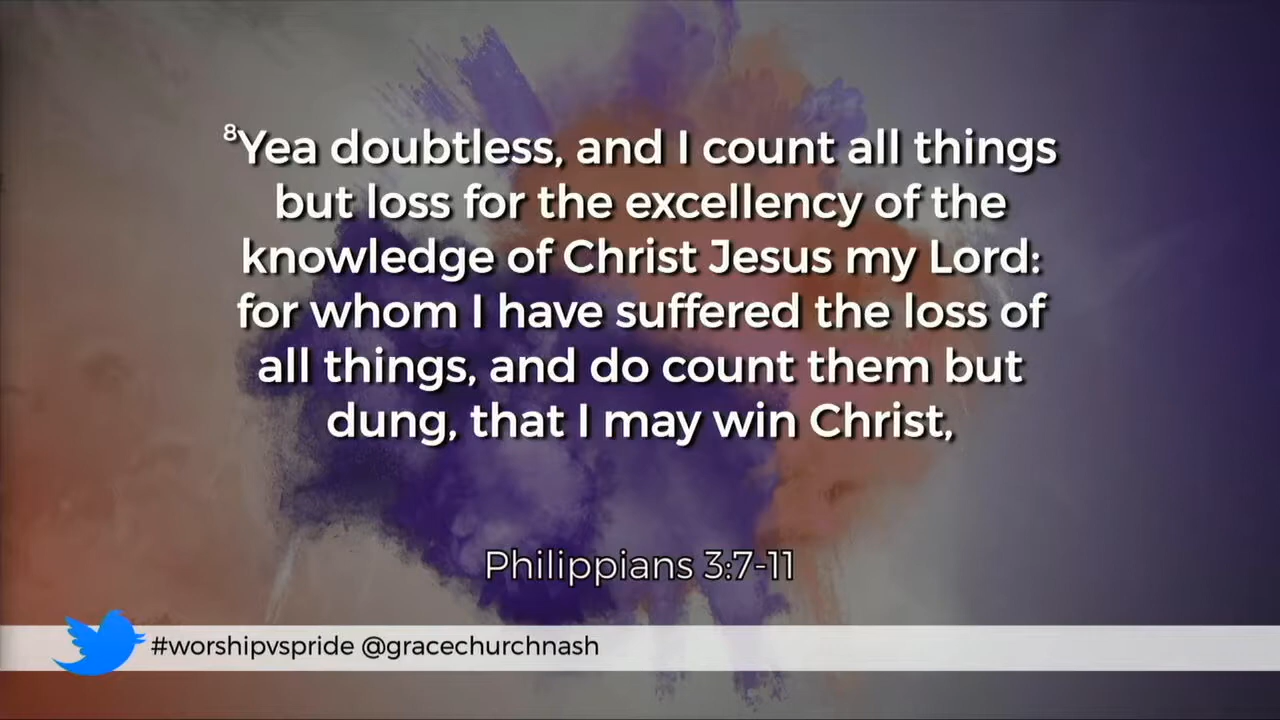 ⁸Yea doubtless, and I count all things
but loss for the excellency of the
knowledge of Christ Jesus my Lord:
for whom I have suffered the loss of
all things, and do count them but
dung, that I may win Christ,
Philippians 3:7-11
#worshipvspride @gracechurchnash